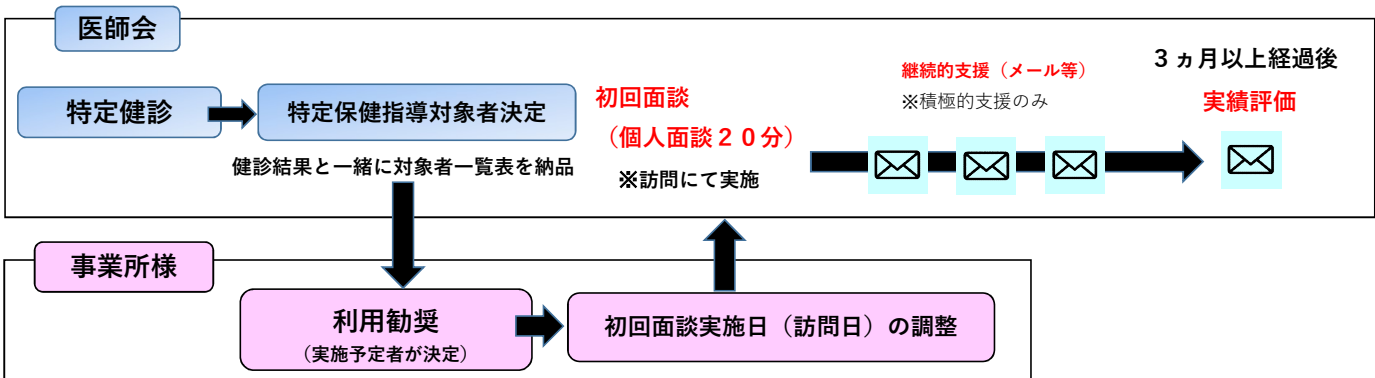 医師会
特定健診
特定保健指導対象者決定
健診結果と一緒に対象者一覧表を納品
初回面談
（個人面談２０分）
※訪問にて実施
継続的支援（メール等）
※積極的支援のみ
３ヵ月以上経過後
実績評価
事業所様
利用勧奨
（実施予定者が決定）
初回面談実施日（訪問日）の調整